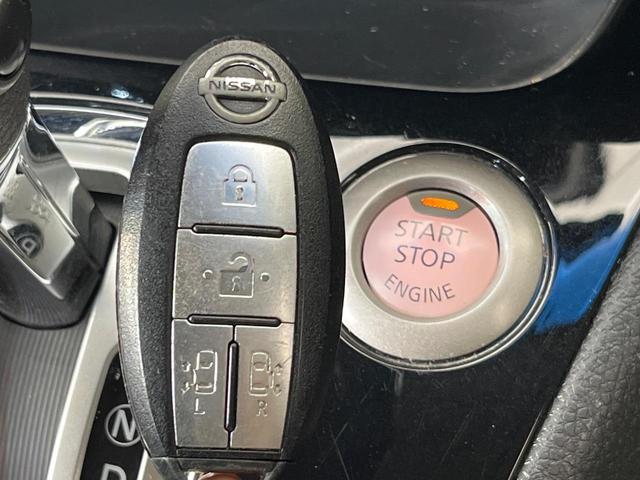 NISSAN
START
STOP
ENGINE
L R
N
D